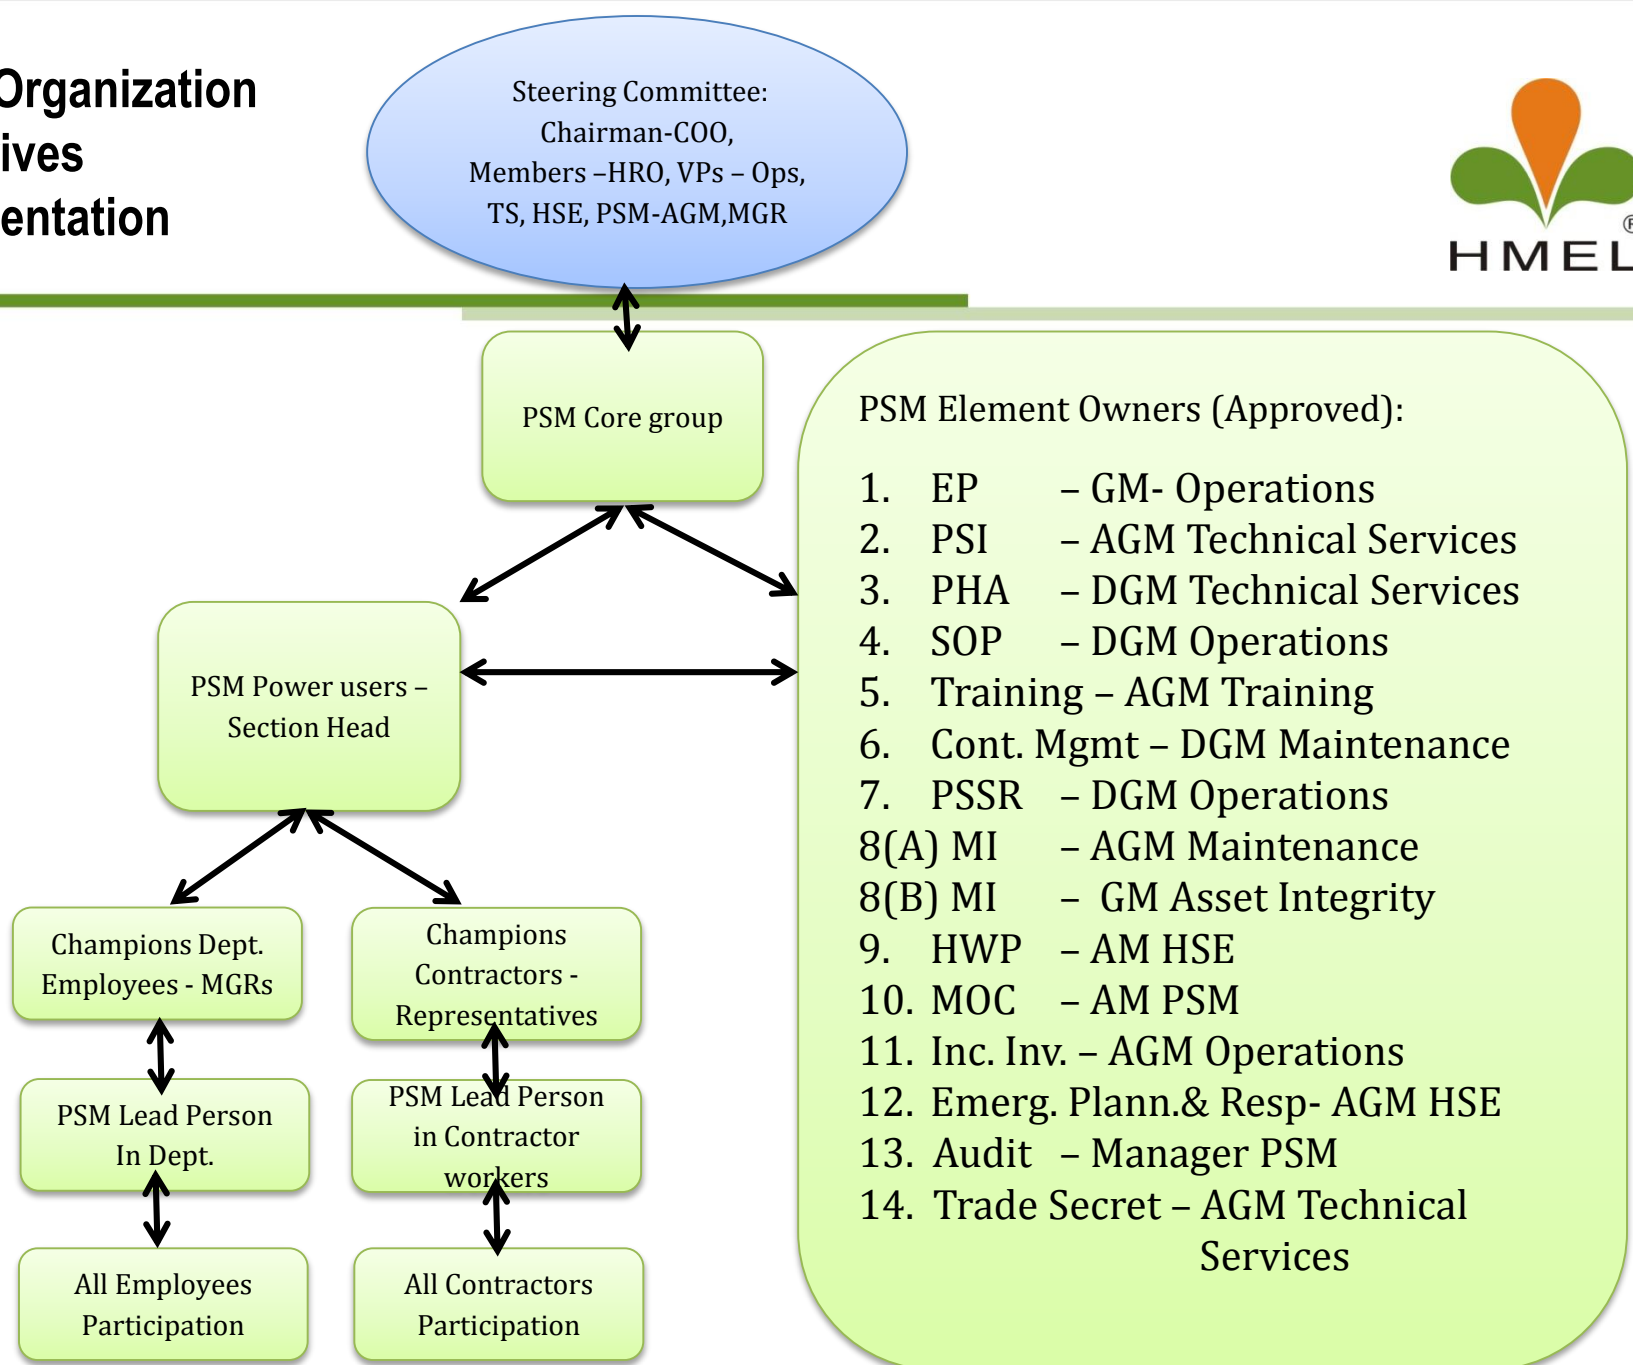 Organization
ives
entation
Steering Committee:
Chairman-COO,
Members –HRO, VPs – Ops,
TS, HSE, PSM-AGM,MGR
®
HMEL
PSM Core group
PSM Element Owners (Approved):
1. EP – GM- Operations
2. PSI – AGM Technical Services
3. PHA – DGM Technical Services
4. SOP – DGM Operations
5. Training – AGM Training
6. Cont. Mgmt – DGM Maintenance
7. PSSR – DGM Operations
8(A) MI – AGM Maintenance
8(B) MI – GM Asset Integrity
9. HWP – AM HSE
10. MOC – AM PSM
11. Inc. Inv. – AGM Operations
12. Emerg. Plann.& Resp- AGM HSE
13. Audit – Manager PSM
14. Trade Secret – AGM Technical
Services
PSM Power users –
Section Head
Champions Dept.
Employees - MGRs
Champions
Contractors -
Representatives
PSM Lead Person
In Dept.
PSM Lead Person
in Contractor
workers
All Employees
Participation
All Contractors
Participation